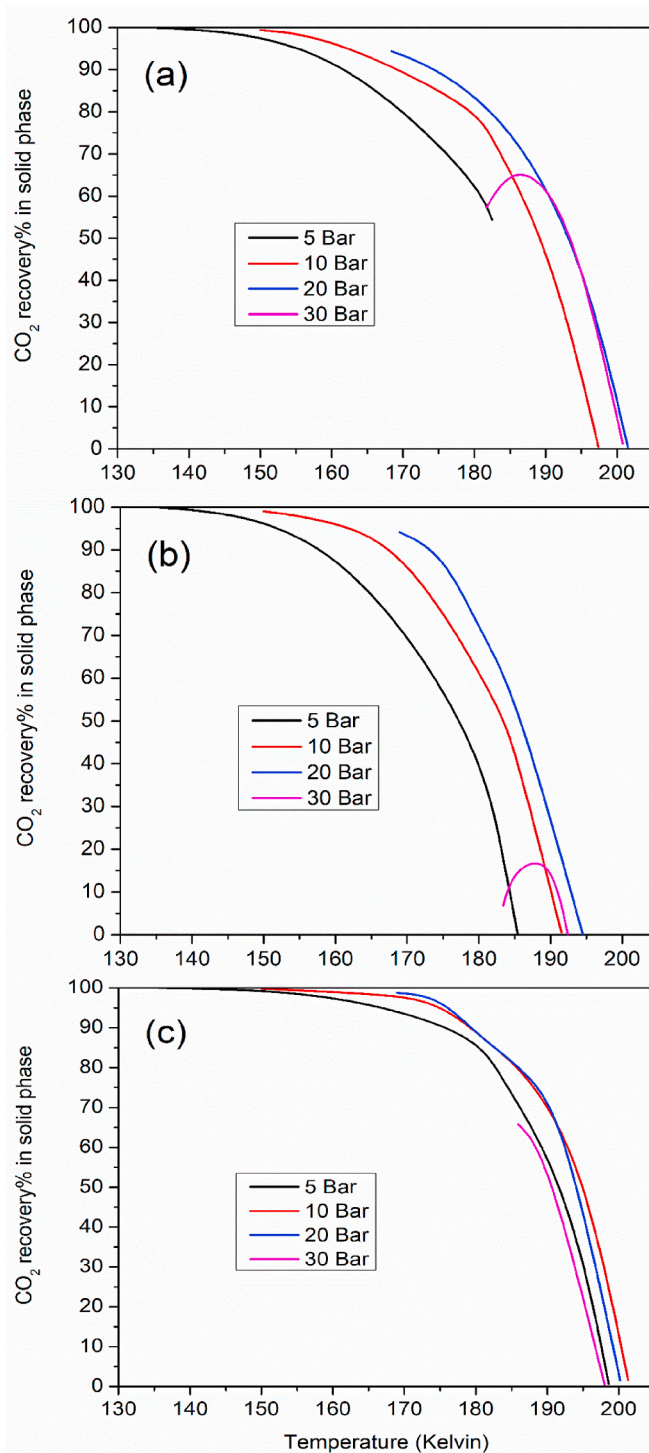 100
90
80
70
60
50
40
30
20
10
0
CO2 recovery% in solid phase
(a)
5 Bar
10 Bar
20 Bar
30 Bar
130 140 150 160 170 180 190 200
100
90
80
70
60
50
40
30
20
10
0
CO2 recovery% in solid phase
(b)
5 Bar
10 Bar
20 Bar
30 Bar
130 140 150 160 170 180 190 200
100
90
80
70
60
50
40
30
20
10
0
CO2 recovery% in solid phase
(c)
5 Bar
10 Bar
20 Bar
30 Bar
130 140 150 160 170 180 190 200
Temperature (Kelvin)